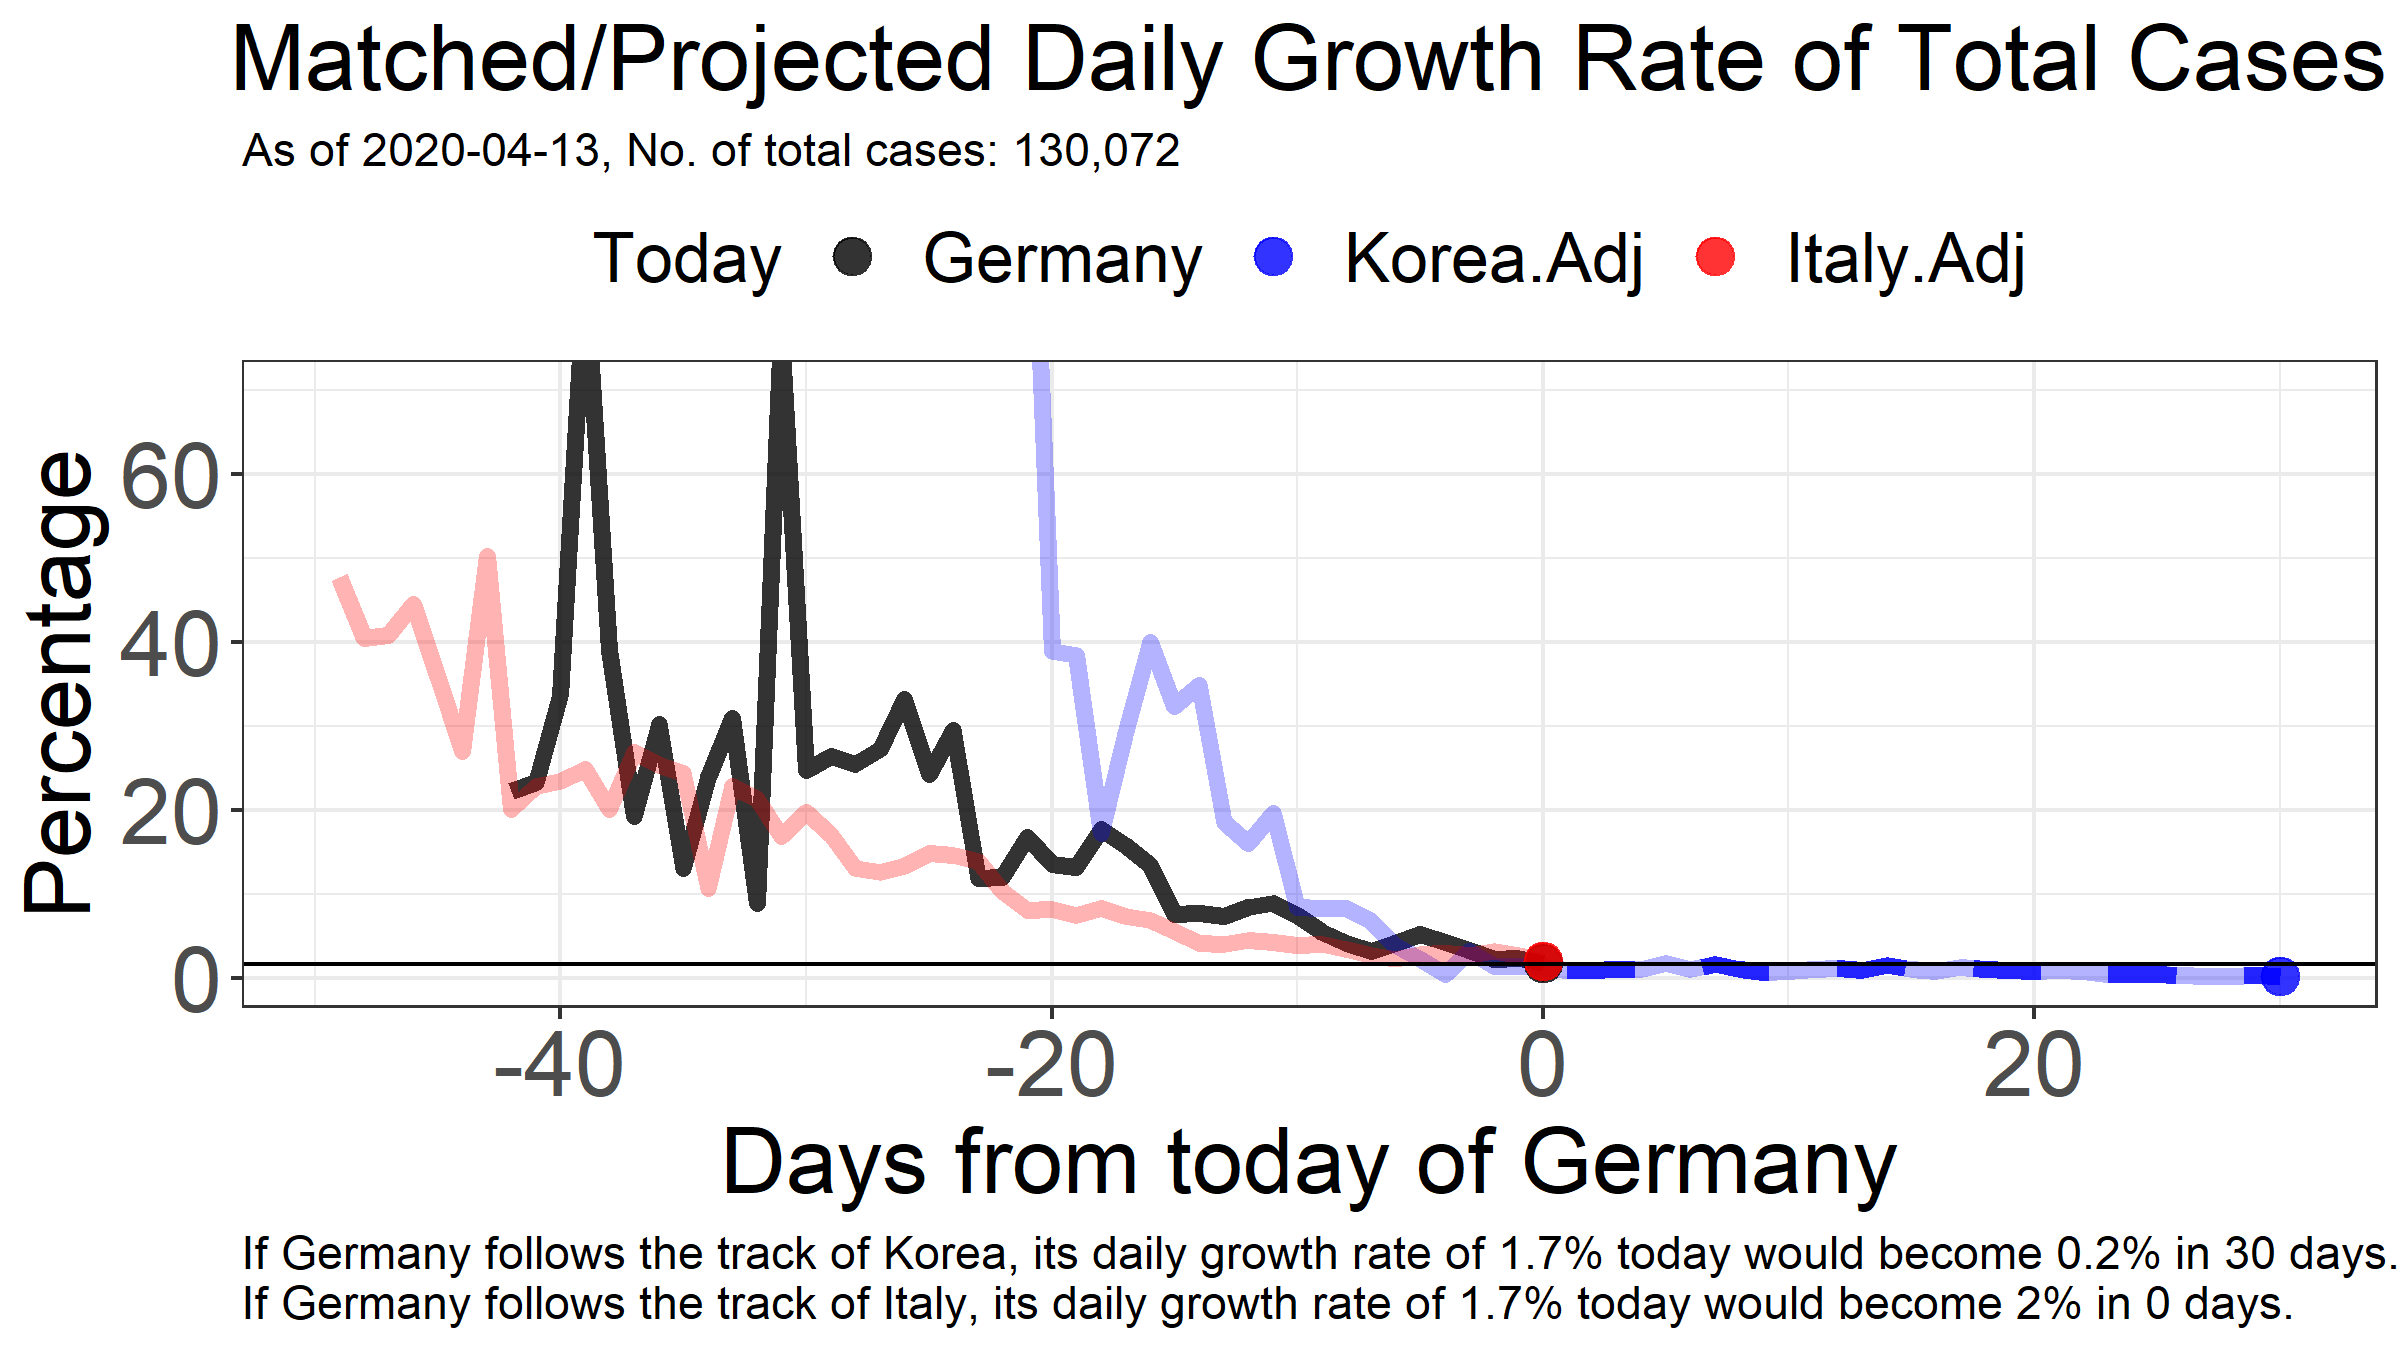 Matched/Projected Daily Growth Rate of Total Cases
As of 2020-04-13, No. of total cases: 130,072
Today Germany Korea.Adj Italy.Adj
Percentage
60
40
20
0
-40 -20 0 20
Days from today of Germany
If Germany follows the track of Korea, its daily growth rate of 1.7% today would become 0.2% in 30 days.
If Germany follows the track of Italy, its daily growth rate of 1.7% today would become 2% in 0 days.